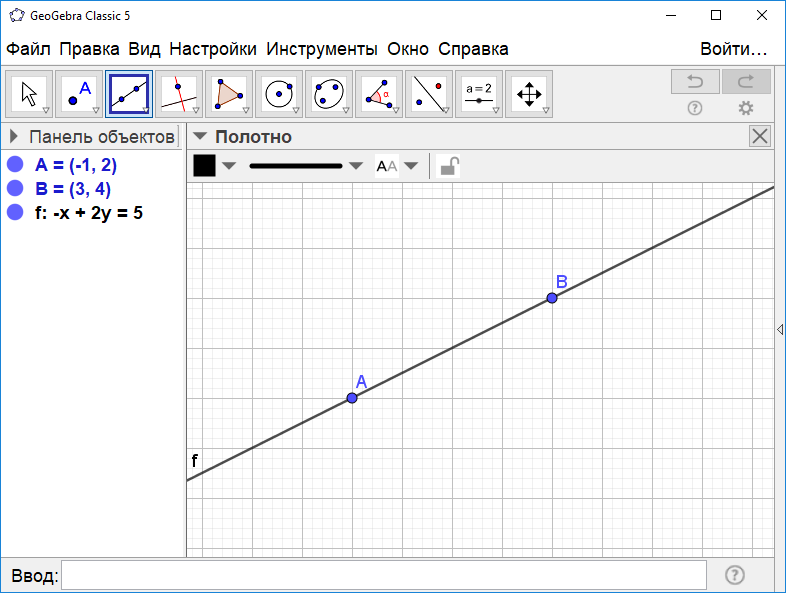 GeoGebra Classic 5
Файл Правка Вид Настройки Инструменты Окно Справка Войти...
A α a = 2
Панель объектов Полотно
AA
A = (-1, 2)
B = (3, 4)
f: -x + 2y = 5
B
A
f
Ввод: